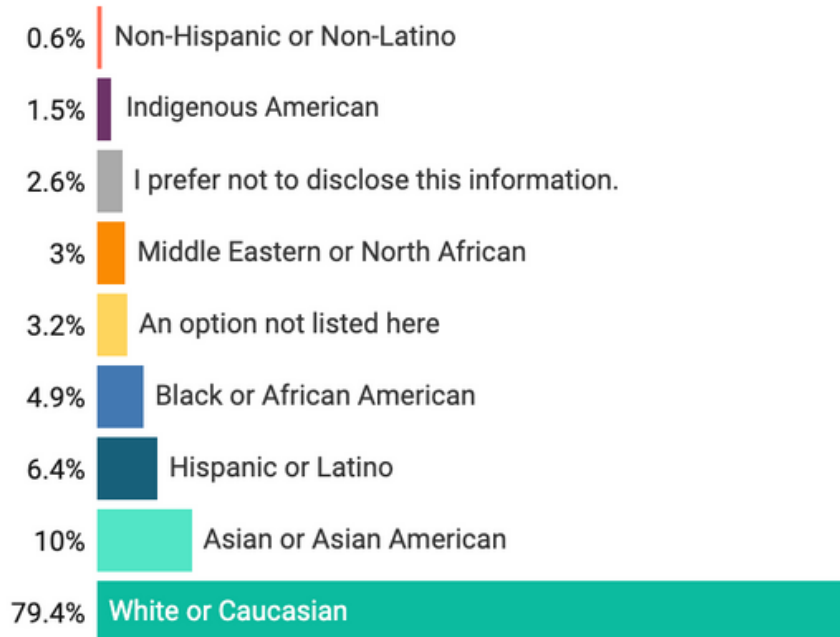 0.6% Non-Hispanic or Non-Latino
1.5% Indigenous American
2.6% I prefer not to disclose this information.
3% Middle Eastern or North African
3.2% An option not listed here
4.9% Black or African American
6.4% Hispanic or Latino
10% Asian or Asian American
79.4% White or Caucasian